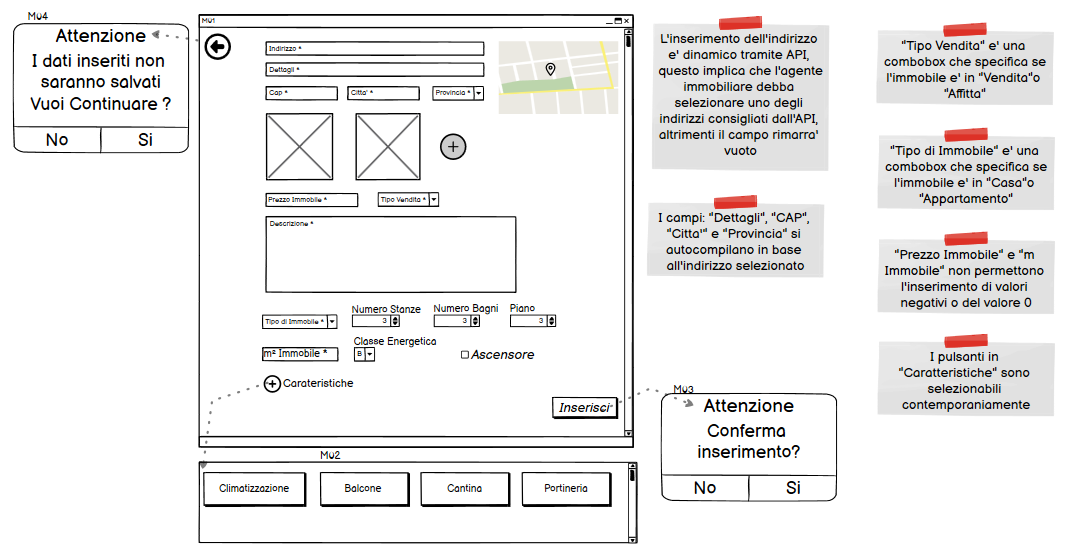 Mu4
Attenzione
I dati inseriti non
saranno salvati
Vuoi Continuare ?
No
Si
Mu1
Indirizzo *
Dettagli *
Cap *
Citta' *
Provincia *
Prezzo Immobile *
Tipo Vendita *
Descrizione *
Numero Stanze
Numero Bagni
Piano
Tipo di Immobile *
3
3
3
Classe Energetica
m² Immobile *
B
Ascensore
Carateristiche
Inserisci
Mu2
Climatizzazione
Balcone
Cantina
Portineria
Mu3
Attenzione
Conferma
inserimento?
No
Si
L'inserimento dell'indirizzo
e' dinamico tramite API,
questo implica che l'agente
immobiliare debba
selezionare uno degli
indirizzi consigliati dall'API,
altrimenti il campo rimarra'
vuoto
I campi: "Dettagli", "CAP",
"Citta'" e "Provincia" si
autocompilano in base
all'indirizzo selezionato
"Tipo Vendita" e' una
combobox che specifica se
l'immobile e' in "Vendita"o
"Affitta"
"Tipo di Immobile" e' una
combobox che specifica se
l'immobile e' in "Casa"o
"Appartamento"
"Prezzo Immobile" e "m
Immobile" non permettono
l'inserimento di valori
negativi o del valore 0
I pulsanti in
"Caratteristiche" sono
selezionabili
contemporaniamente